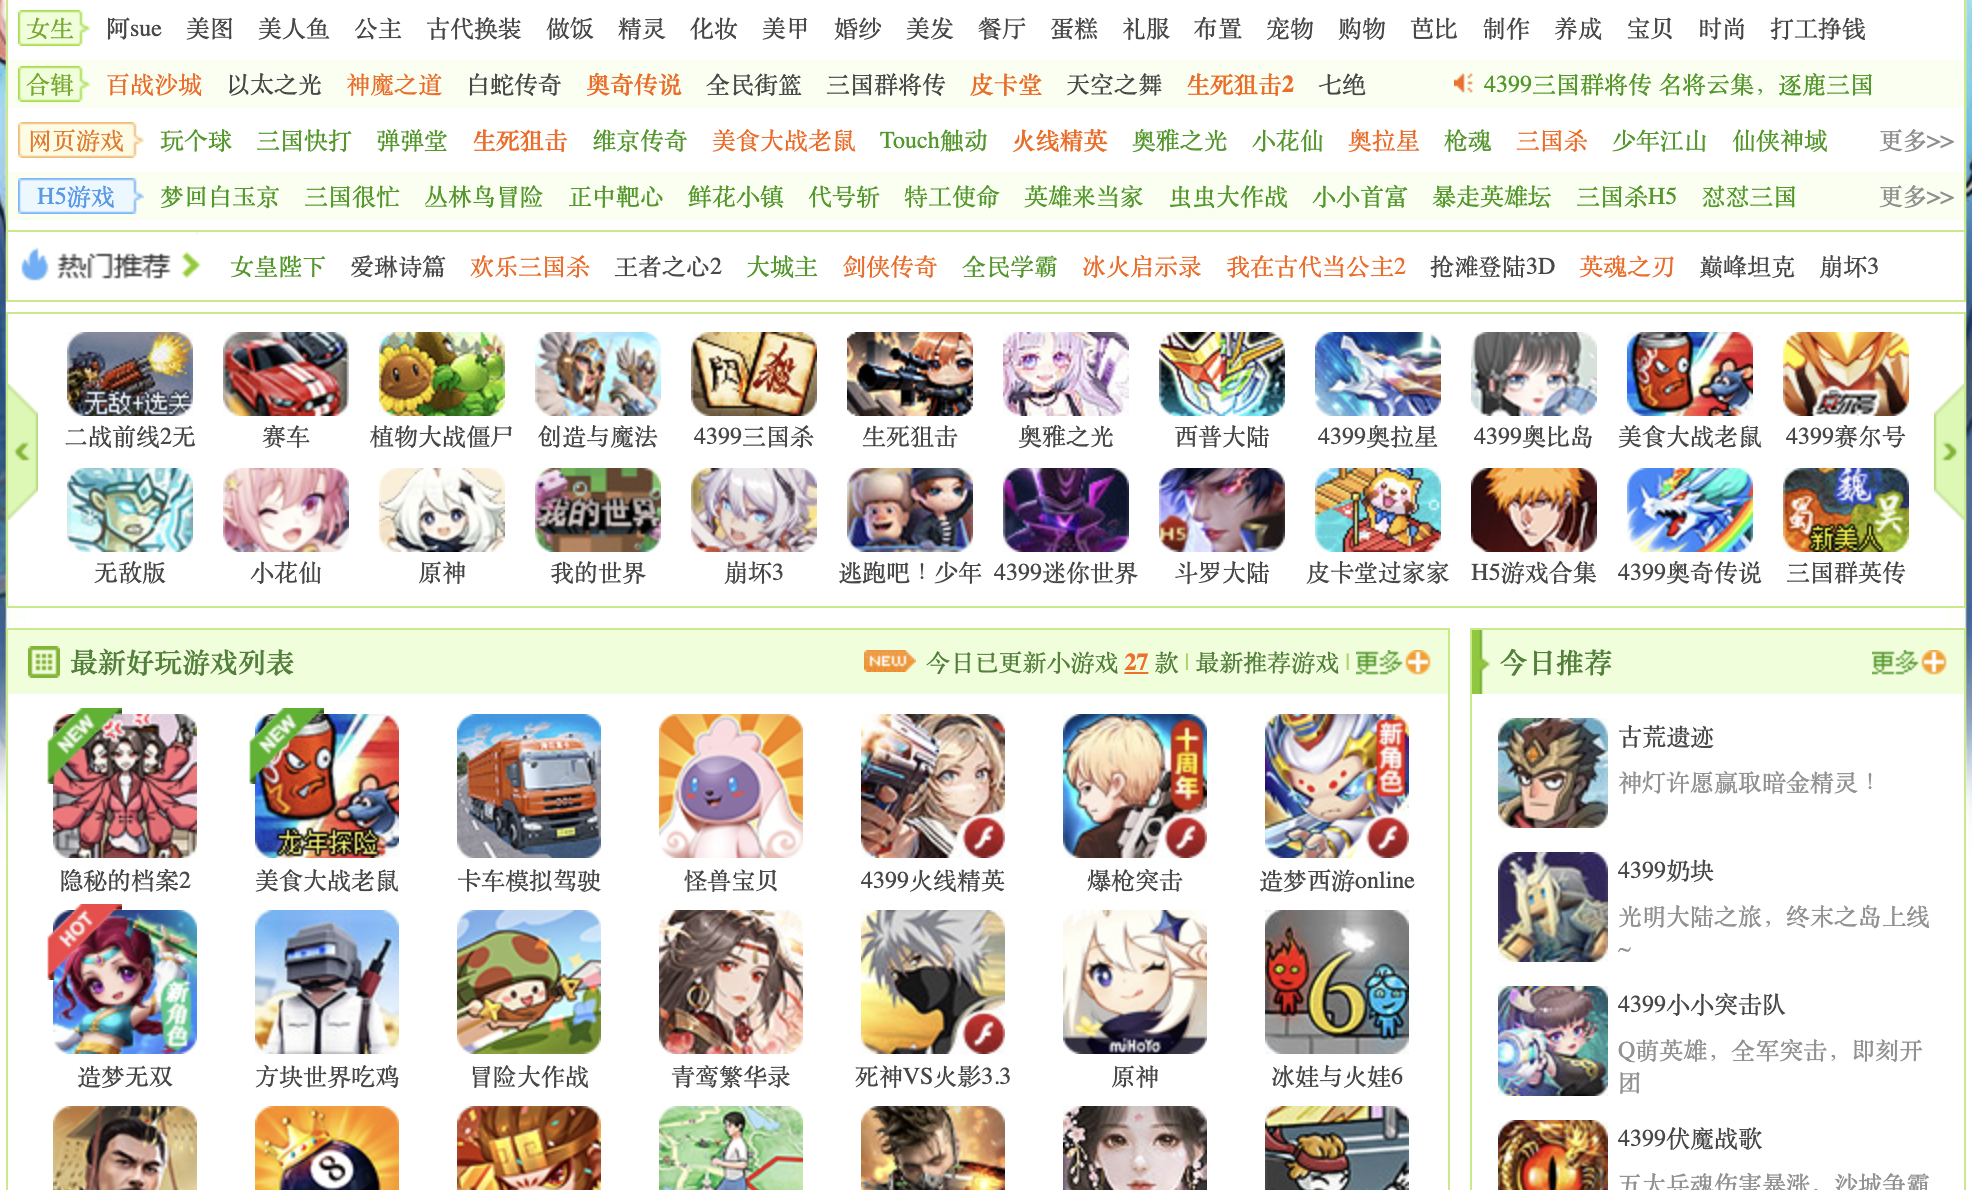 女生 阿sue 美图 美人鱼 公主 古代换装 做饭 精灵 化妆 美甲 婚纱 美发 餐厅 蛋糕 礼服 布置 宠物 购物 芭比 制作 养成 宝贝 时尚 打工挣钱
合辑 百战沙城 以太之光 神魔之道 白蛇传奇 奥奇传说 全民街篮 三国群将传 皮卡堂 天空之舞 生死狙击2 七绝 4399三国群将传 名将云集，逐鹿三国
网页游戏 玩个球 三国快打 弹弹堂 生死狙击 维京传奇 美食大战老鼠 Touch触动 火线精英 奥雅之光 小花仙 奥拉星 枪魂 三国杀 少年江山 仙侠神域 更多>>
H5游戏 梦回白玉京 三国很忙 丛林鸟冒险 正中靶心 鲜花小镇 代号斩 特工使命 英雄来当家 虫虫大作战 小小首富 暴走英雄坛 三国杀H5 怼怼三国 更多>>
热门推荐 女皇陛下 爱琳诗篇 欢乐三国杀 王者之心2 大城主 剑侠传奇 全民学霸 冰火启示录 我在古代当公主2 抢滩登陆3D 英魂之刃 巅峰坦克 崩坏3
无敌+选关 閃 殺 赛尔号
二战前线2无 赛车 植物大战僵尸 创造与魔法 4399三国杀 生死狙击 奥雅之光 西普大陆 4399奥拉星 4399奥比岛 美食大战老鼠 4399赛尔号
我的世界 H5 蜀 魏 吴 新美人
无敌版 小花仙 原神 我的世界 崩坏3 逃跑吧！少年 4399迷你世界 斗罗大陆 皮卡堂过家家 H5游戏合集 4399奥奇传说 三国群英传
最新好玩游戏列表 NEW 今日已更新小游戏 27 款 | 最新推荐游戏 | 更多
NEW NEW 龙年探险 十周年 新角色
隐秘的档案2 美食大战老鼠 卡车模拟驾驶 怪兽宝贝 4399火线精英 爆枪突击 造梦西游online
HOT 新角色 miHoYo 6
造梦无双 方块世界吃鸡 冒险大作战 青鸾繁华录 死神VS火影3.3 原神 冰娃与火娃6
8
今日推荐 更多
古荒遗迹
神灯许愿赢取暗金精灵！
4399奶块
光明大陆之旅，终末之岛上线
~
4399小小突击队
Q萌英雄，全军突击，即刻开
团
4399伏魔战歌
五大兵魂伤害暴涨，沙城争霸